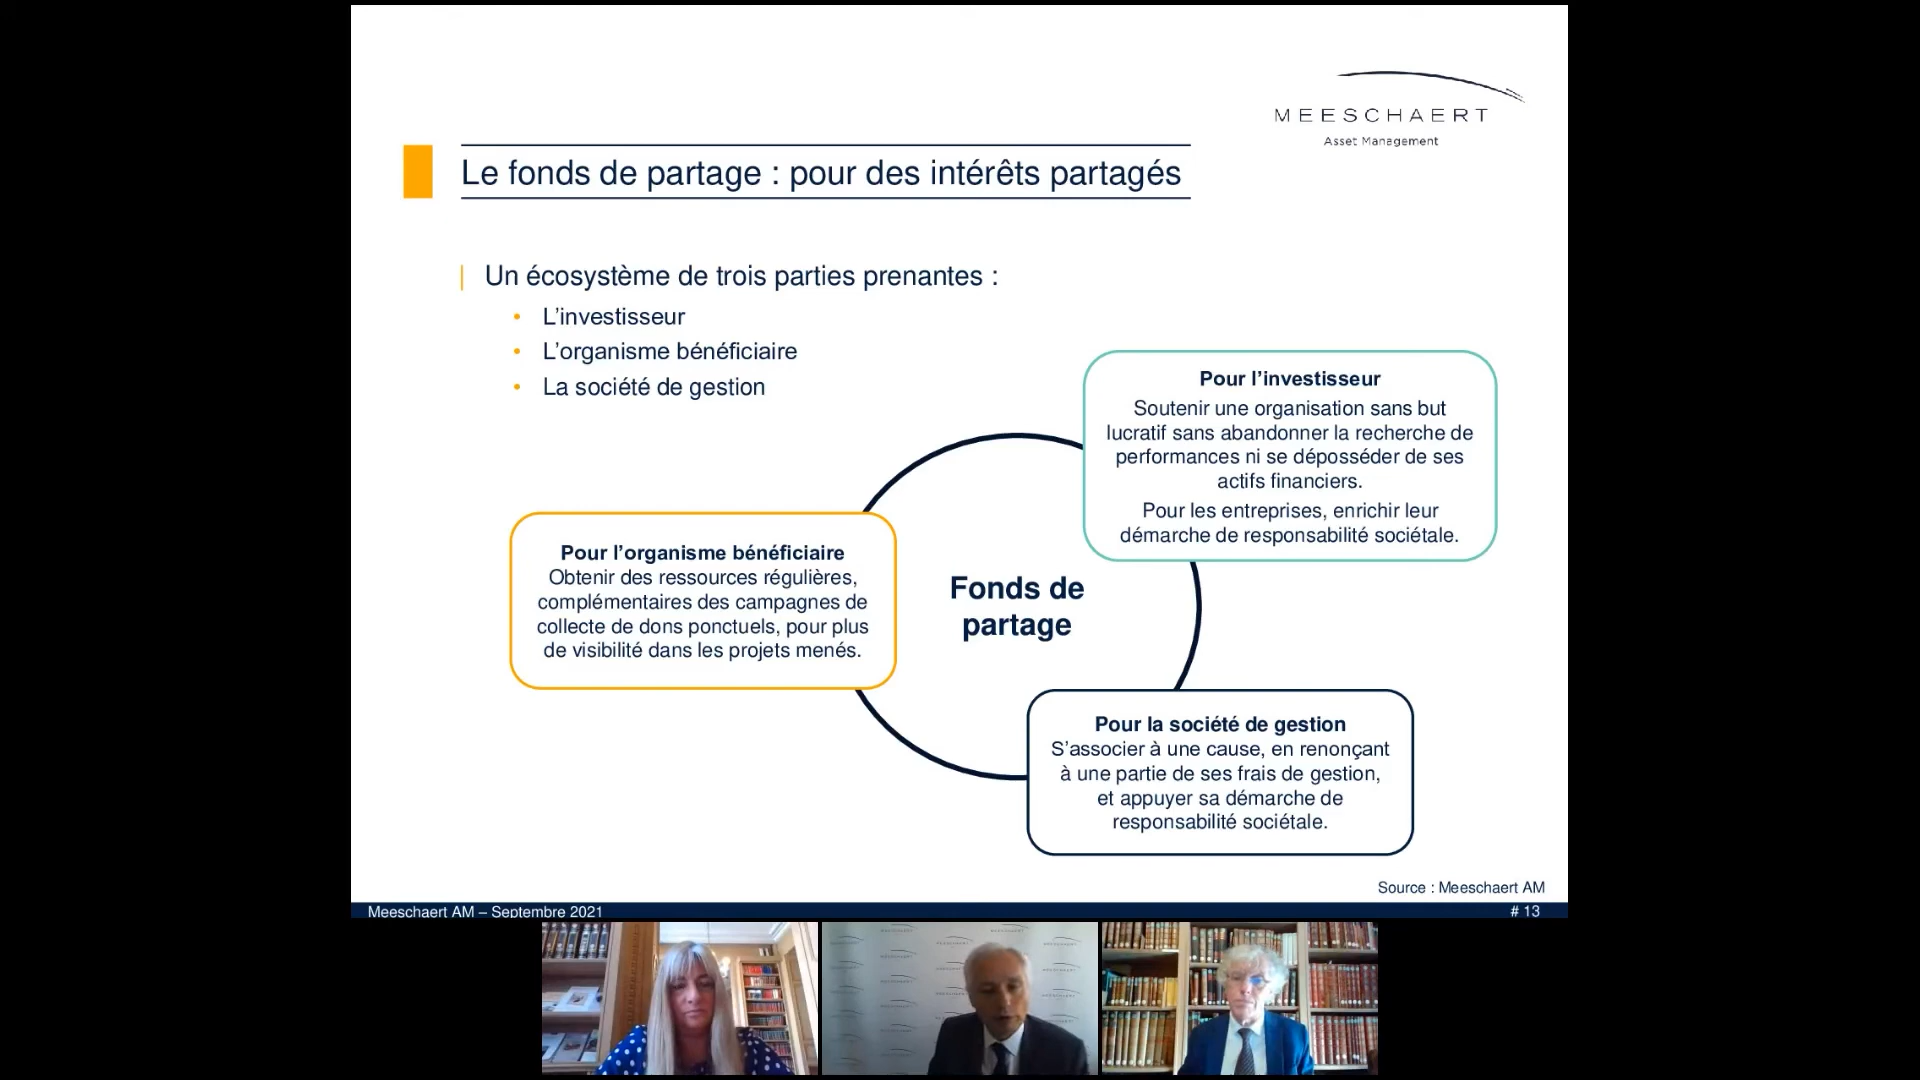 MEESCHAERT
Asset Management
Le fonds de partage : pour des intérêts partagés
Un écosystème de trois parties prenantes :
• L’investisseur
• L’organisme bénéficiaire
• La société de gestion
Pour l’investisseur
Soutenir une organisation sans but
lucratif sans abandonner la recherche de
performances ni se déposséder de ses
actifs financiers.
Pour les entreprises, enrichir leur
démarche de responsabilité sociétale.
Pour l’organisme bénéficiaire
Obtenir des ressources régulières,
complémentaires des campagnes de
collecte de dons ponctuels, pour plus
de visibilité dans les projets menés.
Fonds de
partage
Pour la société de gestion
S’associer à une cause, en renonçant
à une partie de ses frais de gestion,
et appuyer sa démarche de
responsabilité sociétale.
Source : Meeschaert AM
Meeschaert AM – Septembre 2021
# 13